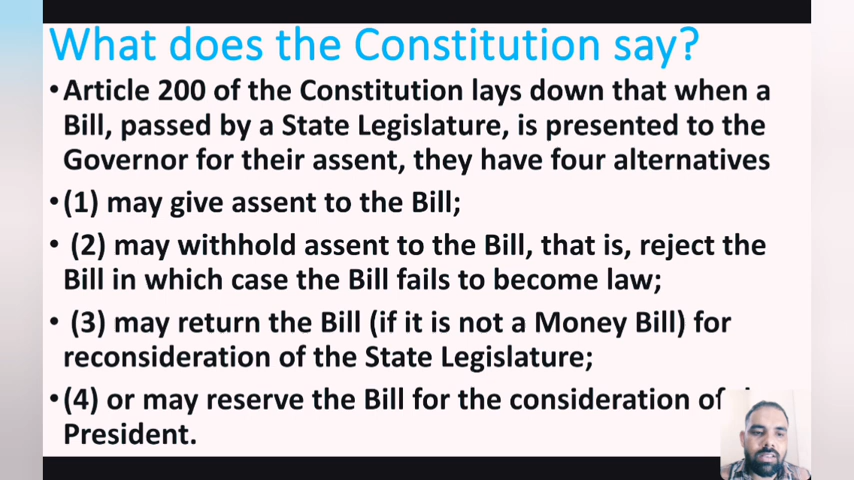 What does the Constitution say?
•Article 200 of the Constitution lays down that when a
Bill, passed by a State Legislature, is presented to the
Governor for their assent, they have four alternatives
•(1) may give assent to the Bill;
• (2) may withhold assent to the Bill, that is, reject the
Bill in which case the Bill fails to become law;
• (3) may return the Bill (if it is not a Money Bill) for
reconsideration of the State Legislature;
•(4) or may reserve the Bill for the consideration of
President.